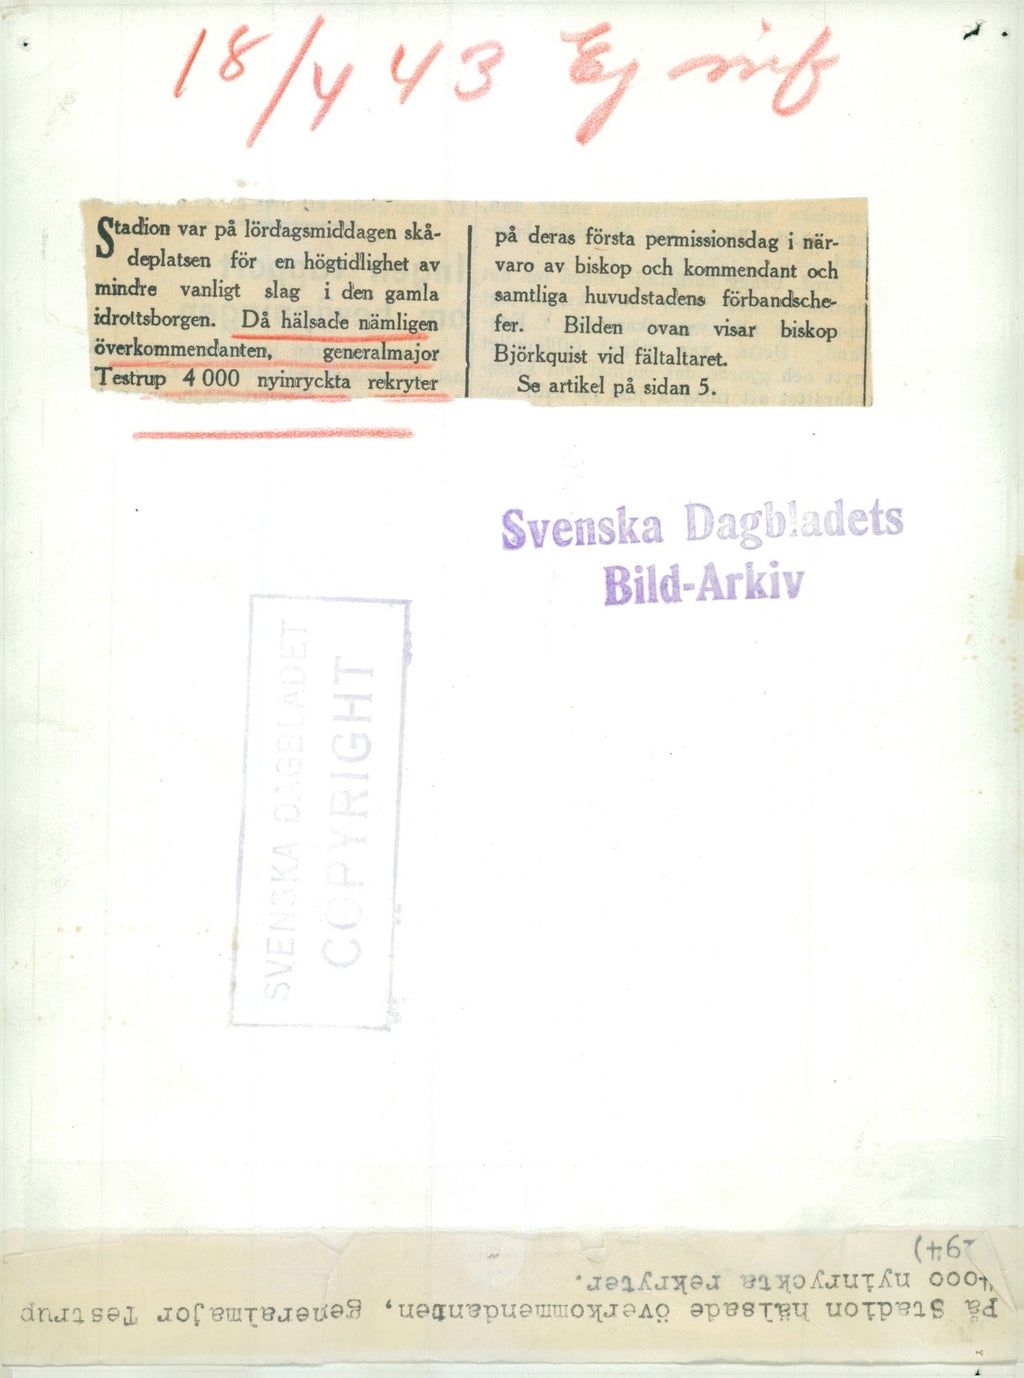 18/4 43 Ej inf
Stadion var på lördagsmiddagen skå-
deplatsen för en högtidlighet av
mindre vanligt slag i den gamla
idrottsborgen. Då hälsade nämligen
överkommendanten, generalmajor
Testrup 4 000 nyinryckta rekryter
på deras första permissionsdag i när-
varo av biskop och kommendant och
samtliga huvudstadens förbandsche-
fer. Bilden ovan visar biskop
Björkquist vid fältaltaret.
Se artikel på sidan 5.
Svenska Dagbladets
Bild-Arkiv
SVENSKA DAGBLADET
COPYRIGHT
På Stadion hälsade överkommendanten, generalmajor Testrup
4000 nyinryckta rekryter.